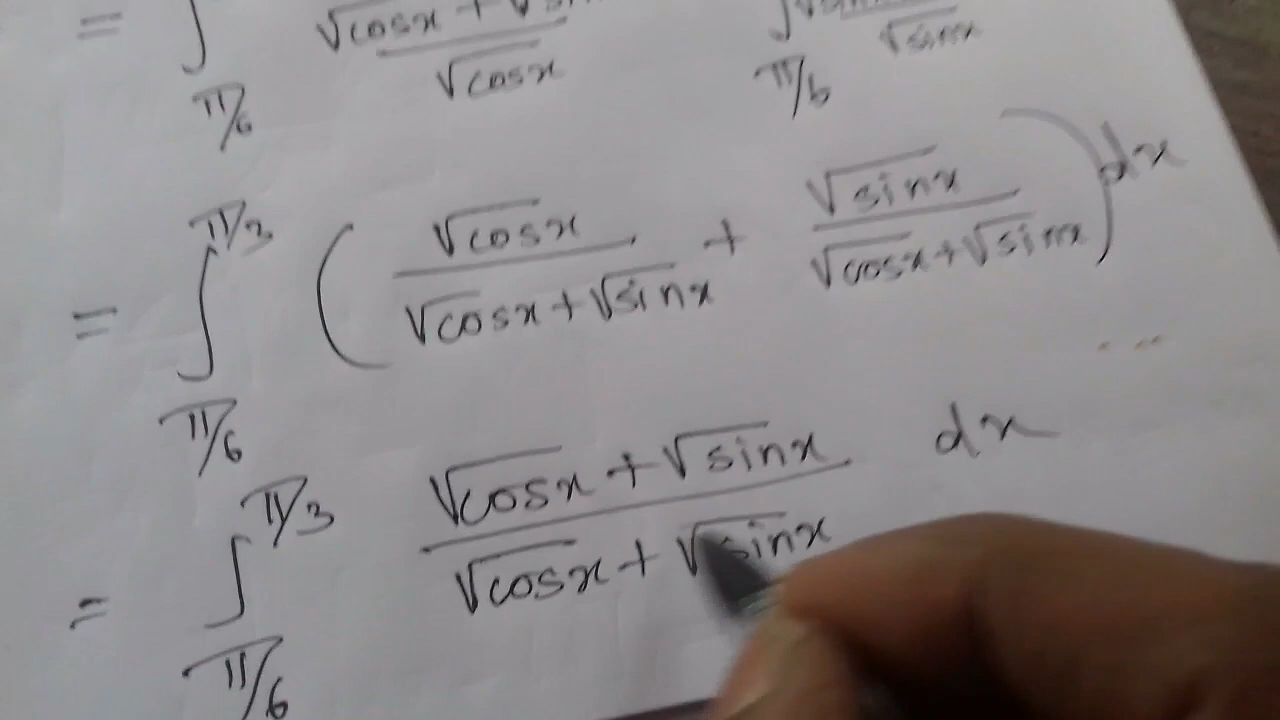 = ∫ √cosx + √
√cosx
π/6
∫
√sinx
π/6
= ∫ π/3 π/6 ( √cosx / √cosx+√sinx + √sinx / √cosx+√sinx ) dx
= ∫ π/3 π/6 √cosx+√sinx / √cosx+√sinx dx